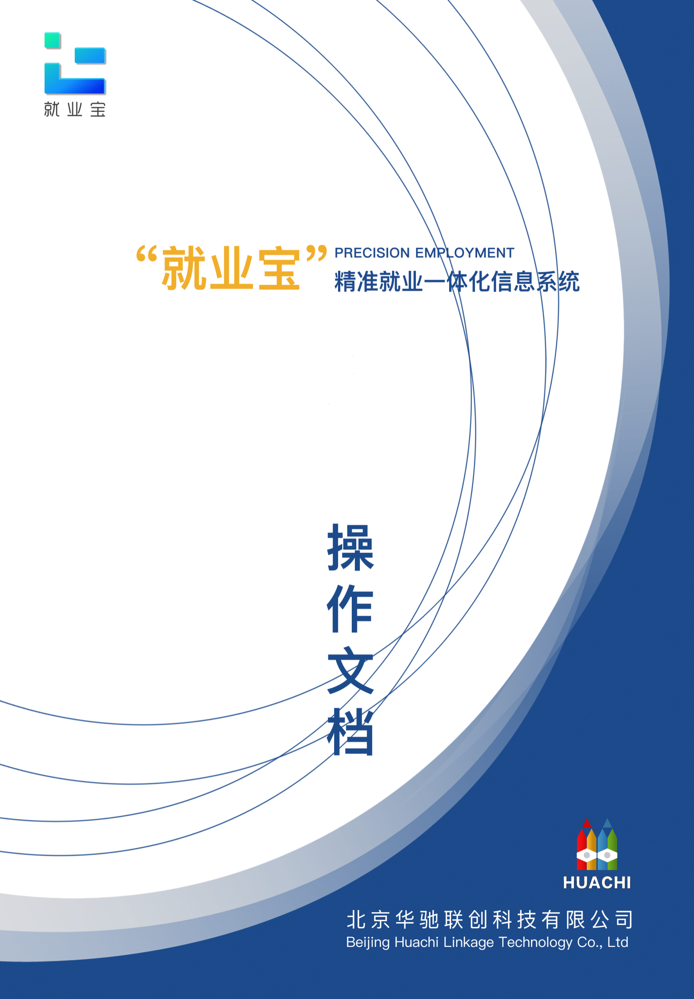 就业宝
“就业宝”
PRECISION EMPLOYMENT
精准就业一体化信息系统
操作文档
HUACHI
北京华驰联创科技有限公司
Beijing Huachi Linkage Technology Co., Ltd